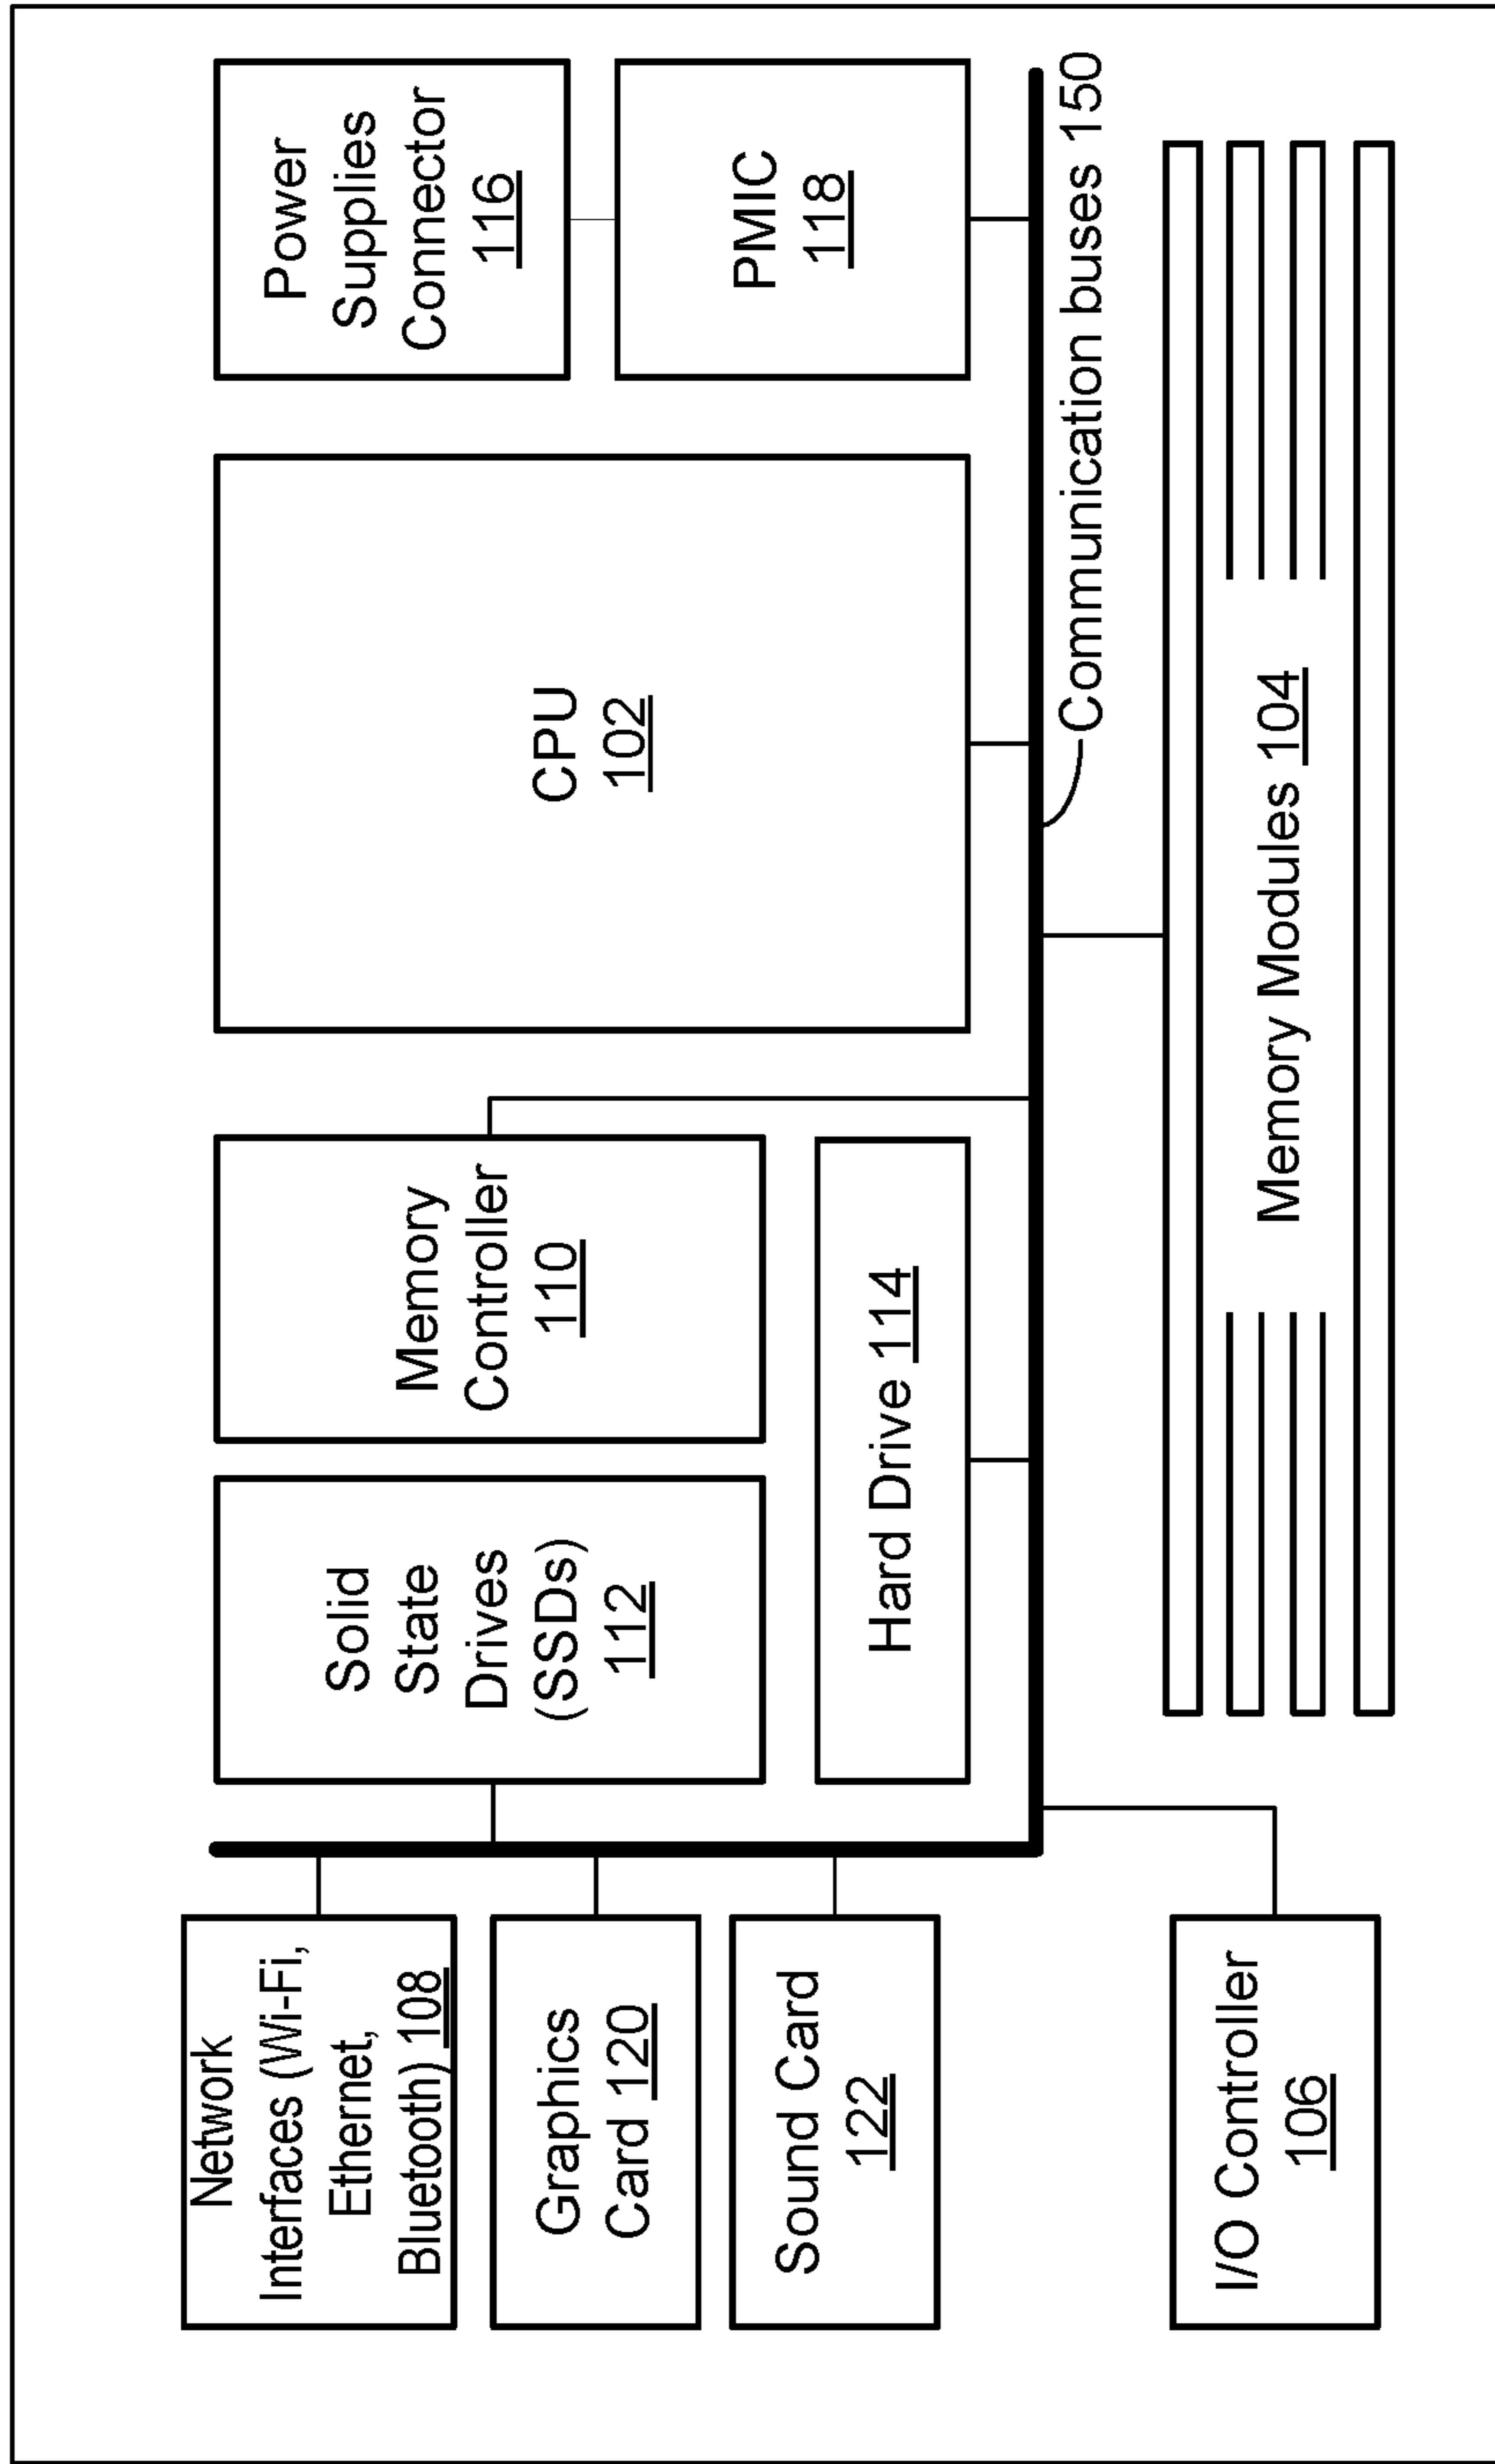 Network
Interfaces (Wi-Fi,
Ethernet,
Bluetooth) 108
Graphics
Card 120
Sound Card
122
I/O Controller
106
Solid
State
Drives
(SSDs)
112
Memory
Controller
110
Hard Drive 114
CPU
102
Power
Supplies
Connector
116
PMIC
118
Communication buses 150
Memory Modules 104